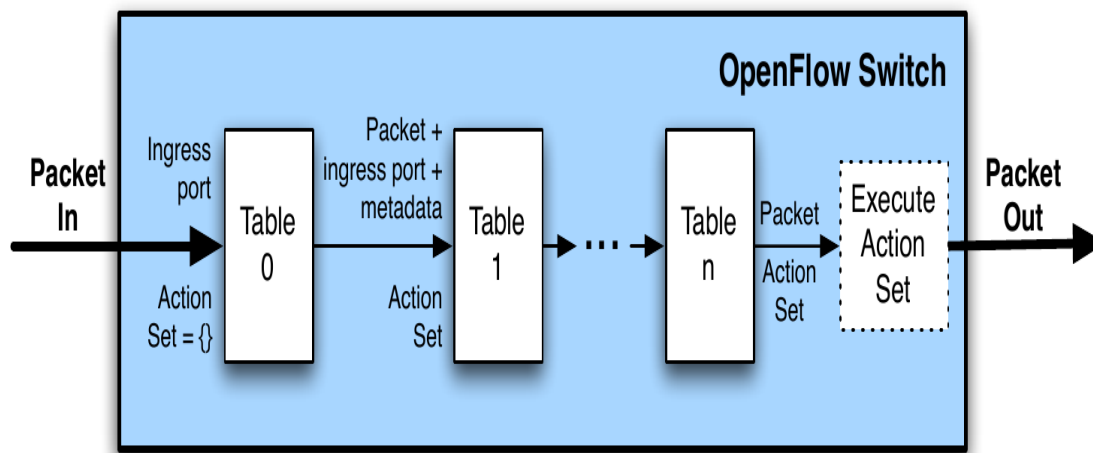 OpenFlow Switch
Packet
In
Ingress
port
Action
Set = {}
Table
0
Packet +
ingress port +
metadata
Action
Set
Table
1
...
Table
n
Packet
Action
Set
Execute
Action
Set
Packet
Out